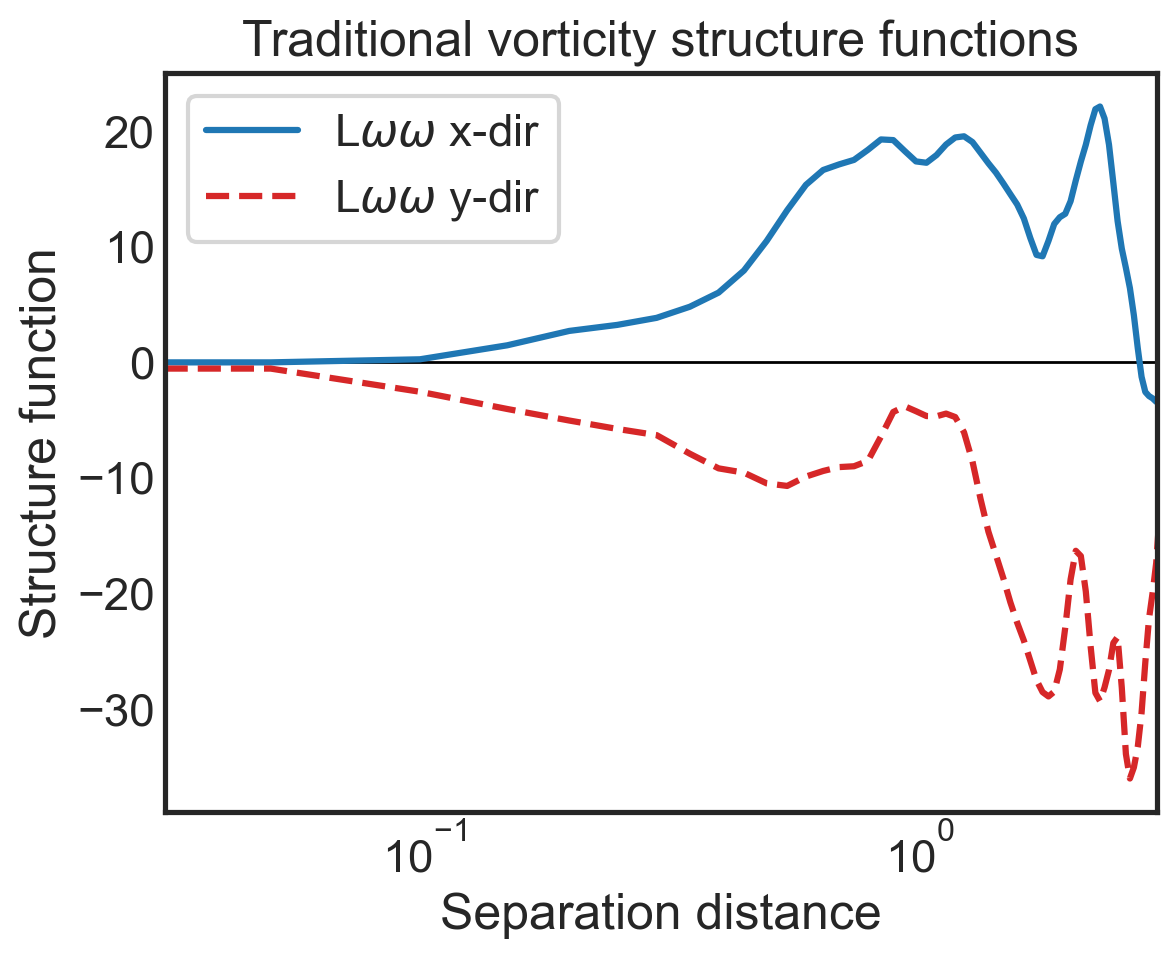 Traditional vorticity structure functions
Lωω x-dir
Lωω y-dir
Structure function
20
10
0
−10
−20
−30
10⁻¹
10⁰
Separation distance